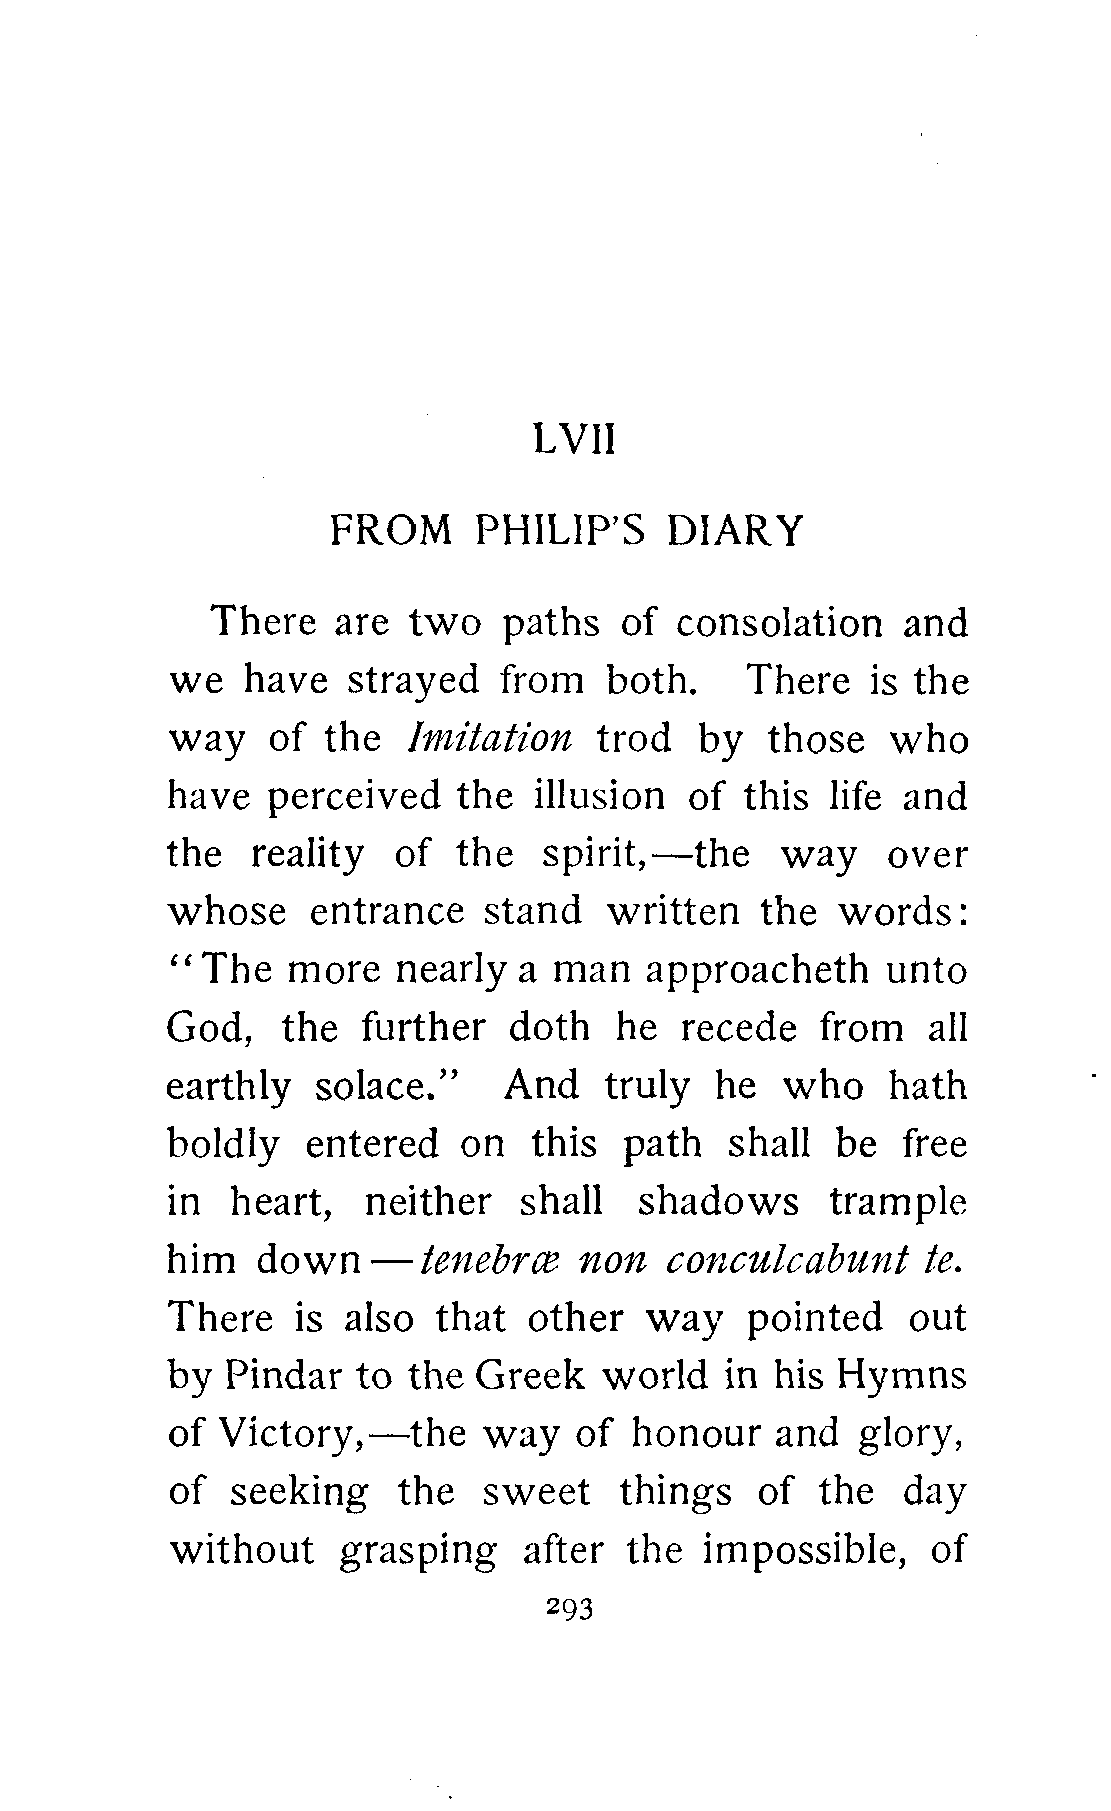 LVII
FROM PHILIP'S DIARY
There are two paths of consolation and
we have strayed from both. There is the
way of the Imitation trod by those who
have perceived the illusion of this life and
the reality of the spirit,—the way over
whose entrance stand written the words:
"The more nearly a man approacheth unto
God, the further doth he recede from all
earthly solace." And truly he who hath
boldly entered on this path shall be free
in heart, neither shall shadows trample
him down—tenebræ non conculcabunt te.
There is also that other way pointed out
by Pindar to the Greek world in his Hymns
of Victory,—the way of honour and glory,
of seeking the sweet things of the day
without grasping after the impossible, of
293